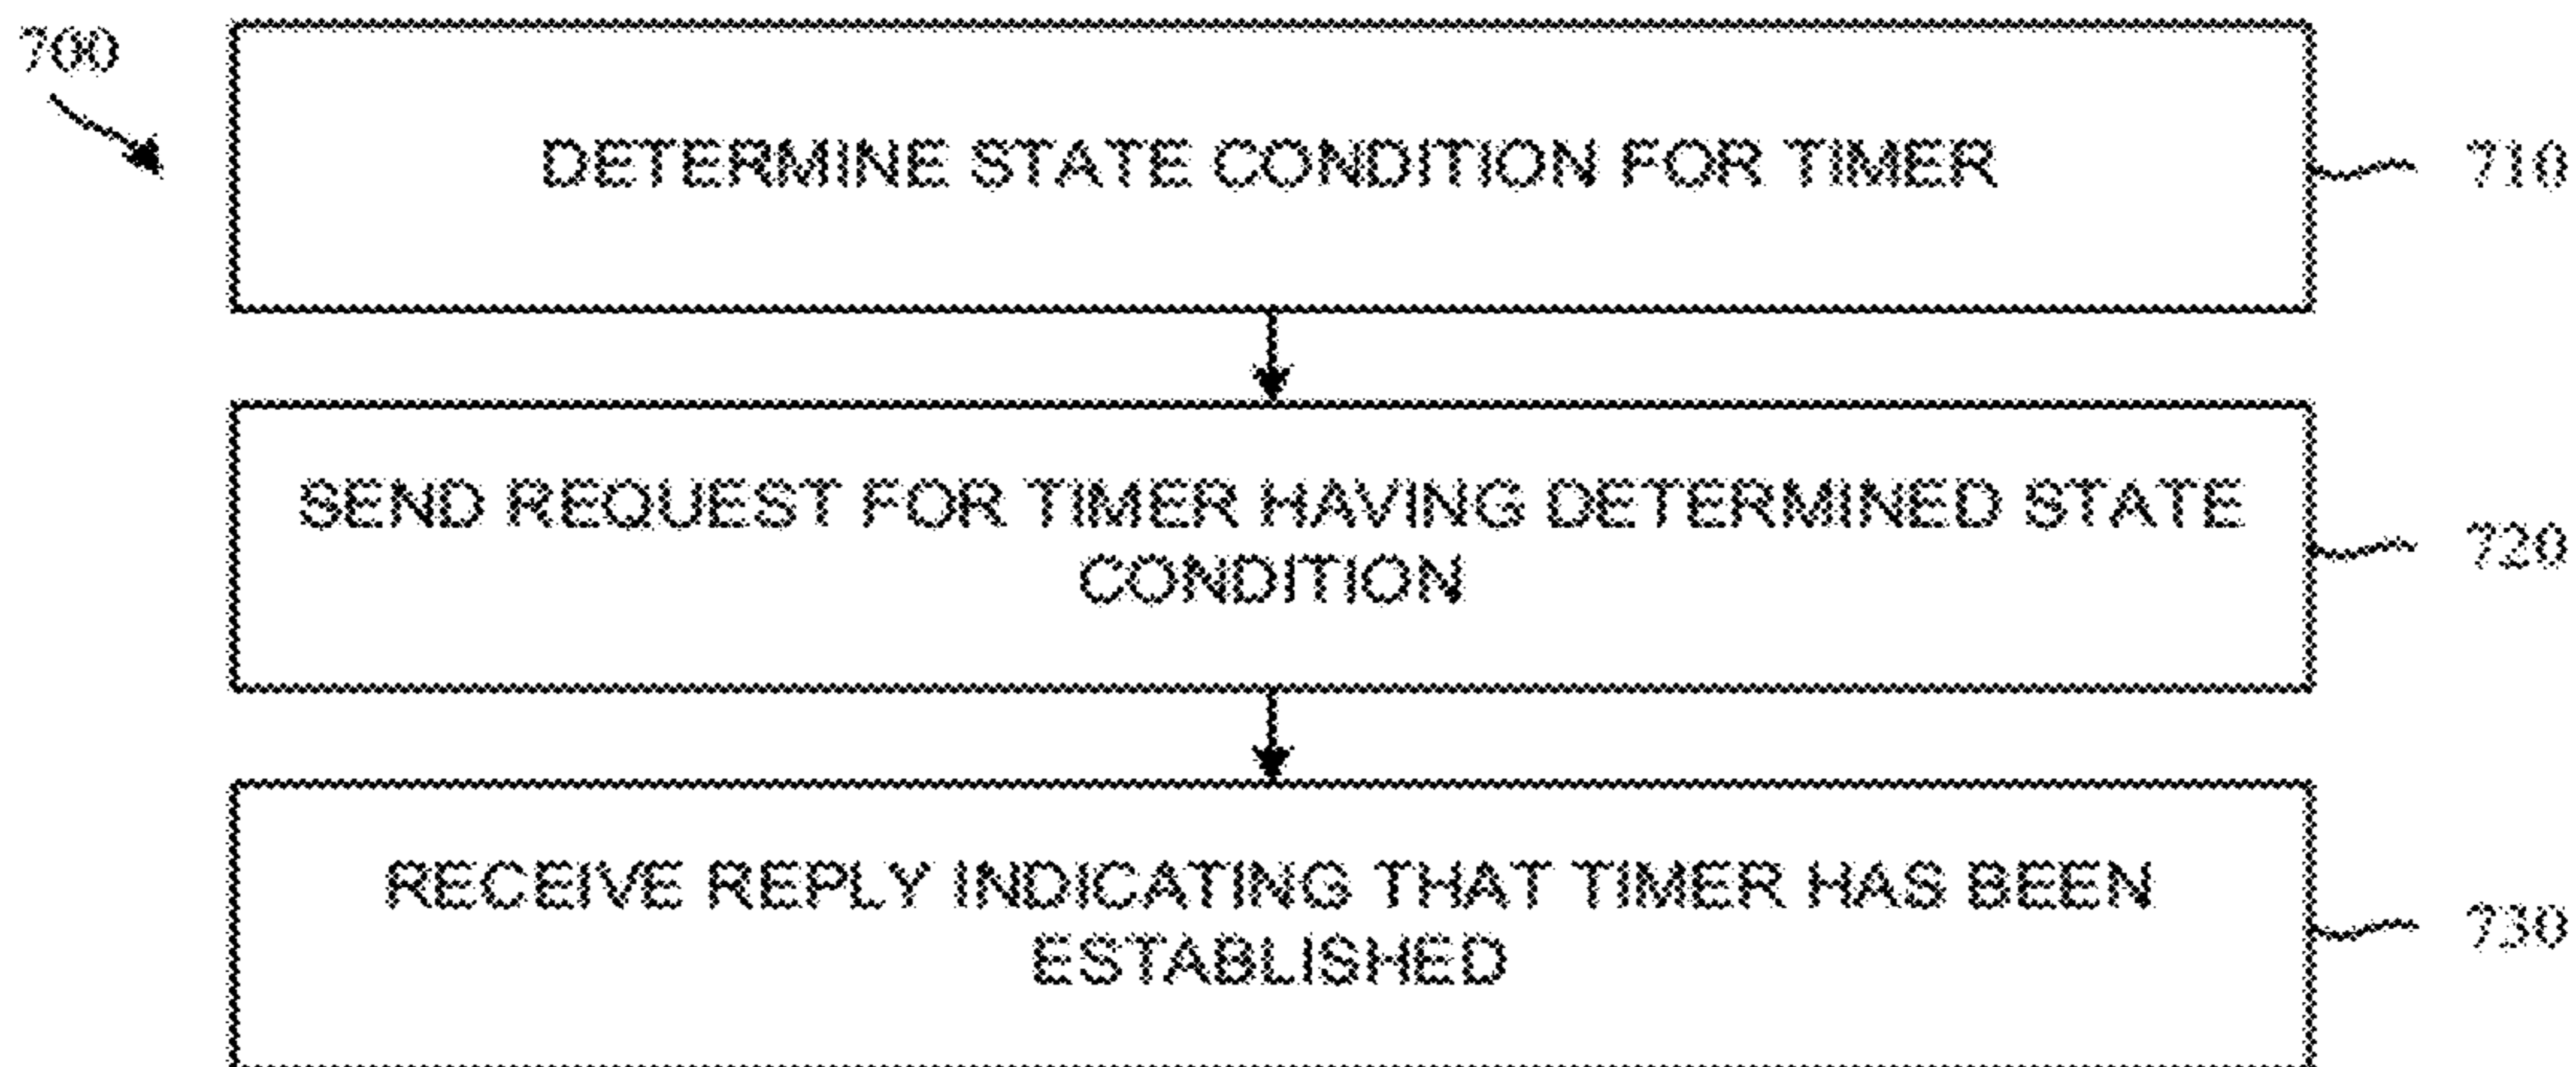 700
DETERMINE STATE CONDITION FOR TIMER
710
SEND REQUEST FOR TIMER HAVING DETERMINED STATE
CONDITION
720
RECEIVE REPLY INDICATING THAT TIMER HAS BEEN
ESTABLISHED
730